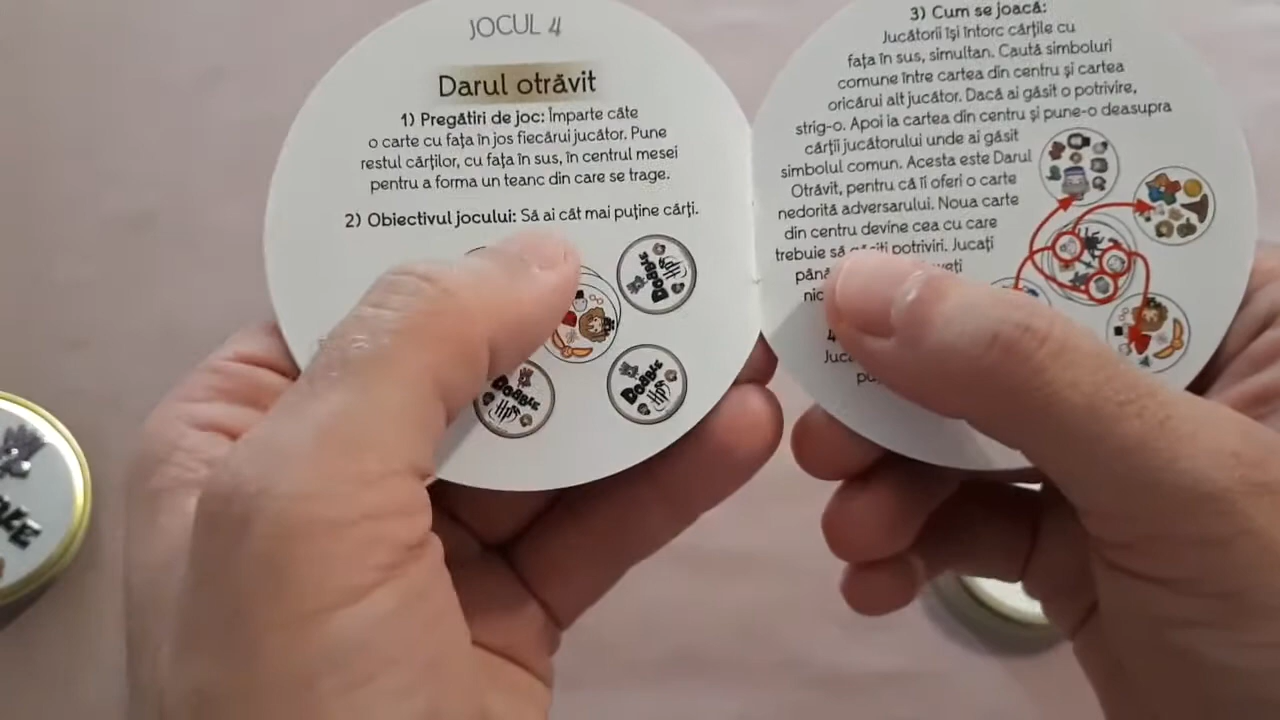 JOCUL 4
Darul otrăvit
1) Pregătiri de joc: Împarte câte
o carte cu fața în jos fiecărui jucător. Pune
restul cărților, cu fața în sus, în centrul mesei
pentru a forma un teanc din care se trage.
2) Obiectivul jocului: Să ai cât mai puține cărți.
DOBBLE
DOBBLE
DOBBLE
3) Cum se joacă:
Jucătorii își întorc cărțile cu
fața în sus, simultan. Caută simboluri
comune între cartea din centru și cartea
oricărui alt jucător. Dacă ai găsit o potrivire,
strig-o. Apoi ia cartea din centru și pune-o deasupra
cărții jucătorului unde ai găsit
simbolul comun. Acesta este Darul
Otrăvit, pentru că îi oferi o carte
nedorită adversarului. Noua carte
din centru devine cea cu care
trebuie să potriviri. Jucați